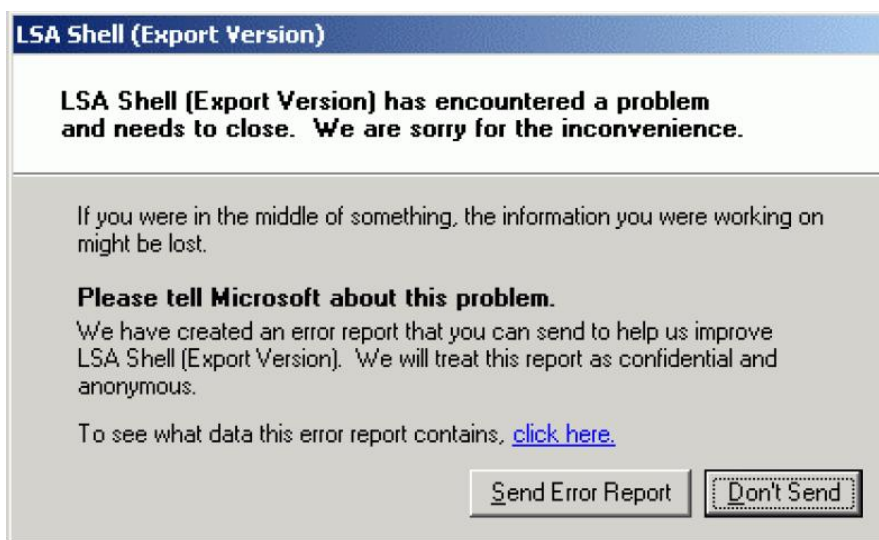 LSA Shell (Export Version)
LSA Shell (Export Version) has encountered a problem
and needs to close.  We are sorry for the inconvenience.
If you were in the middle of something, the information you were working on
might be lost.
Please tell Microsoft about this problem.
We have created an error report that you can send to help us improve
LSA Shell (Export Version).  We will treat this report as confidential and
anonymous.
To see what data this error report contains, click here.
Send Error Report
Don't Send